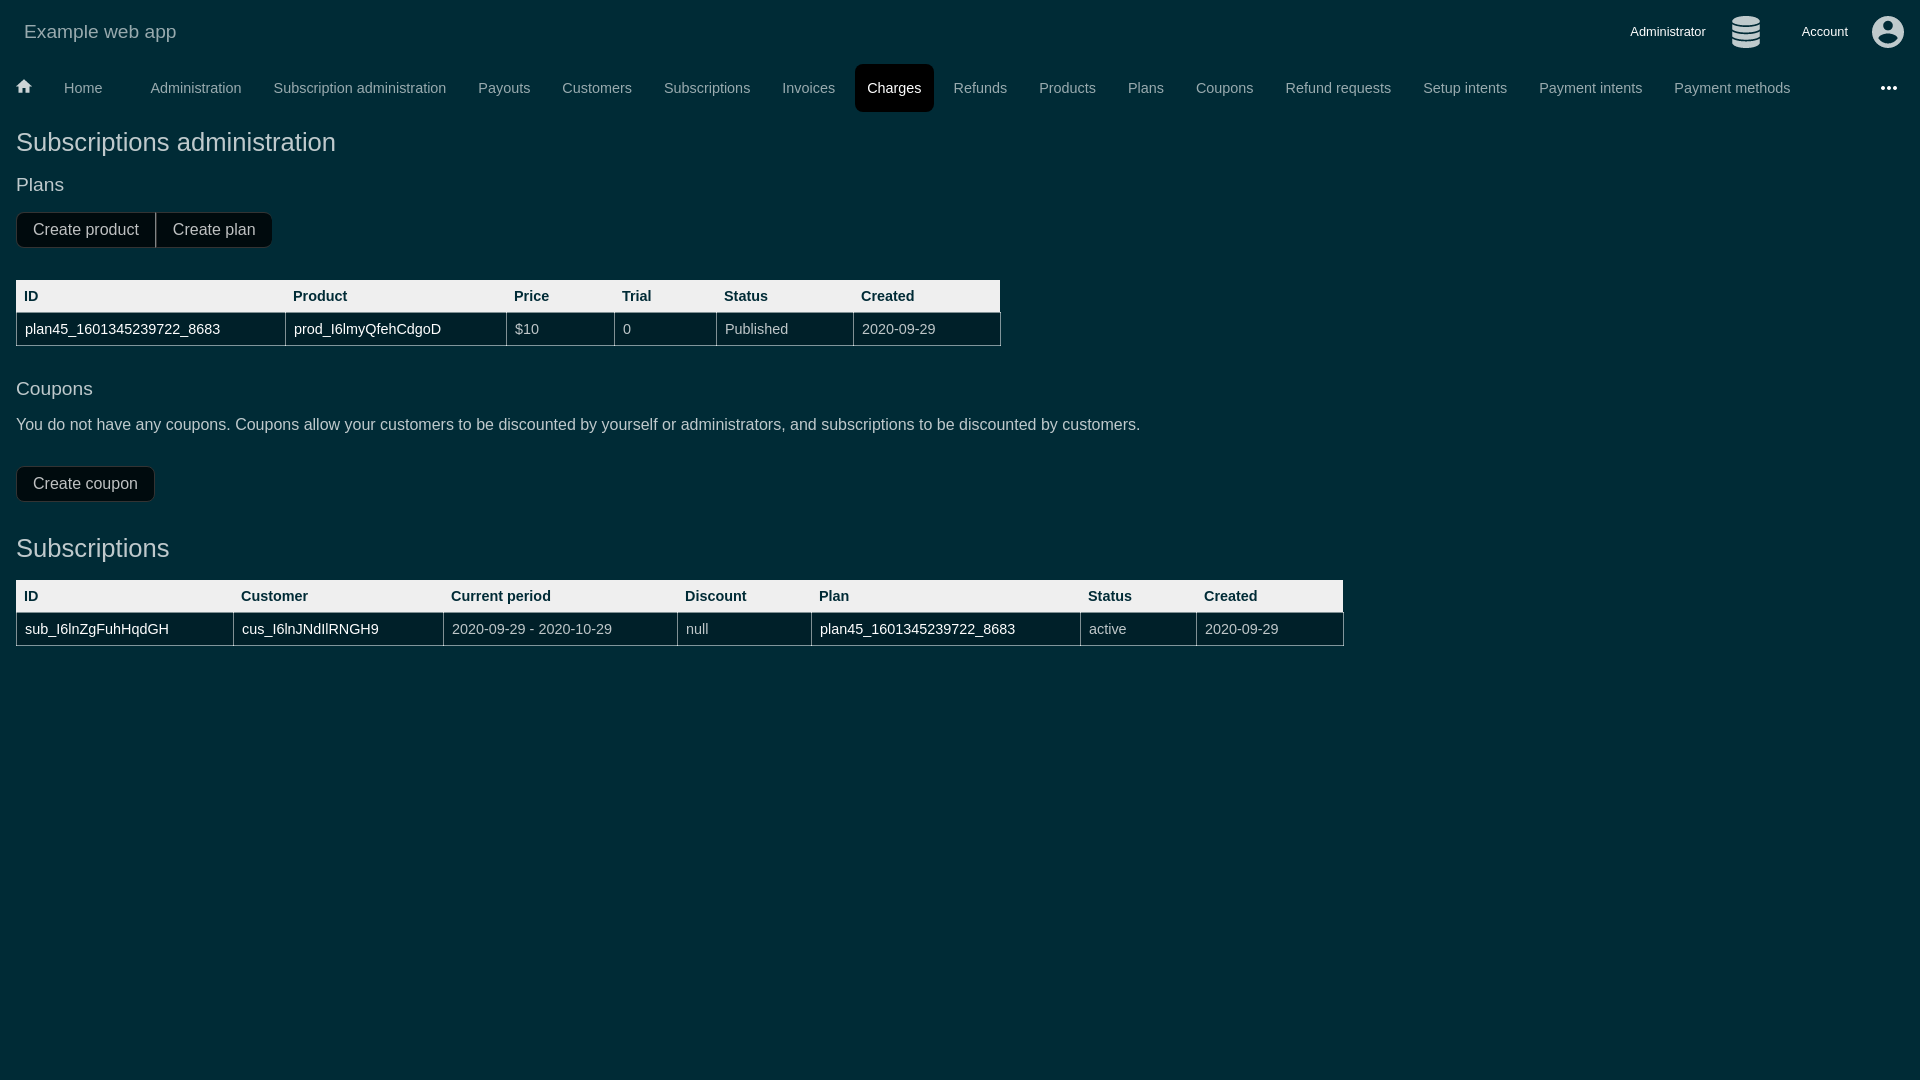 Example web app Administrator Account
Home Administration Subscription administration Payouts Customers Subscriptions Invoices Charges Refunds Products Plans Coupons Refund requests Setup intents Payment intents Payment methods
Subscriptions administration
Plans
Create product Create plan
ID Product Price Trial Status Created
plan45_1601345239722_8683 prod_I6lmyQfehCdgoD $10 0 Published 2020-09-29
Coupons
You do not have any coupons. Coupons allow your customers to be discounted by yourself or administrators, and subscriptions to be discounted by customers.
Create coupon
Subscriptions
ID Customer Current period Discount Plan Status Created
sub_I6lnZgFuhHqdGH cus_I6lnJNdIlRNGH9 2020-09-29 - 2020-10-29 null plan45_1601345239722_8683 active 2020-09-29